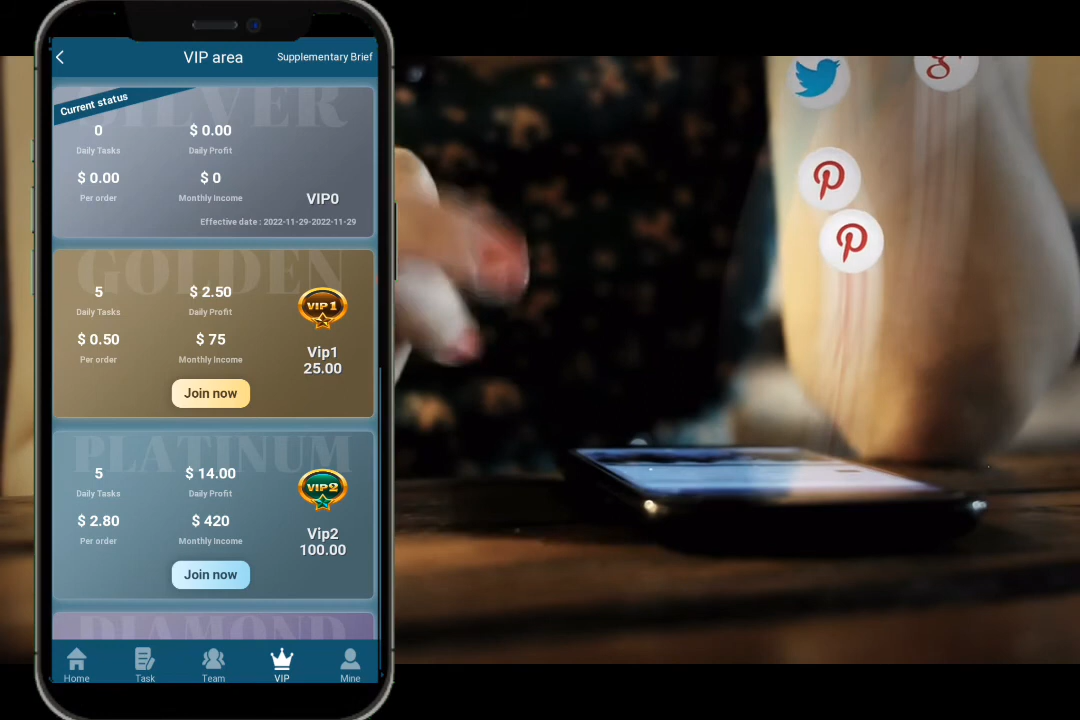 VIP area
Supplementary Brief
SILVER
Current status
0
$ 0.00
Daily Tasks
Daily Profit
$ 0.00
$ 0
Per order
Monthly Income
VIP0
Effective date : 2022-11-29-2022-11-29
GOLDEN
5
$ 2.50
Daily Tasks
Daily Profit
VIP 1
$ 0.50
$ 75
Per order
Monthly Income
Vip1
25.00
Join now
PLATINUM
5
$ 14.00
Daily Tasks
Daily Profit
VIP2
$ 2.80
$ 420
Per order
Monthly Income
Vip2
100.00
Join now
DIAMOND
Home
Task
Team
VIP
Mine